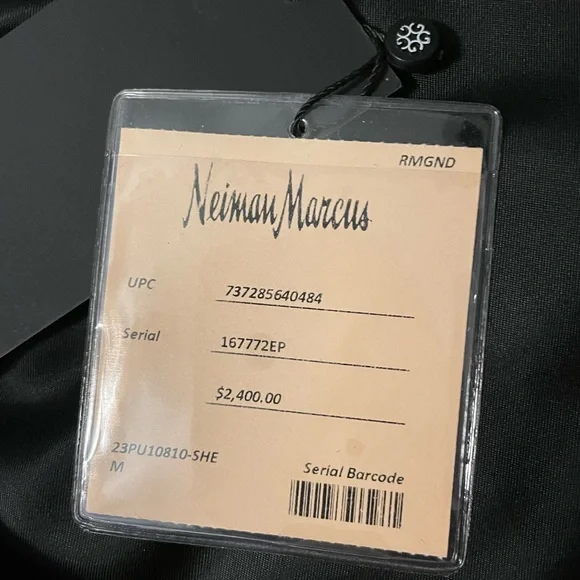 RMGND
Neiman Marcus
UPC 737285640484
Serial 167772EP
$2,400.00
23PU10810-SHE
M
Serial Barcode